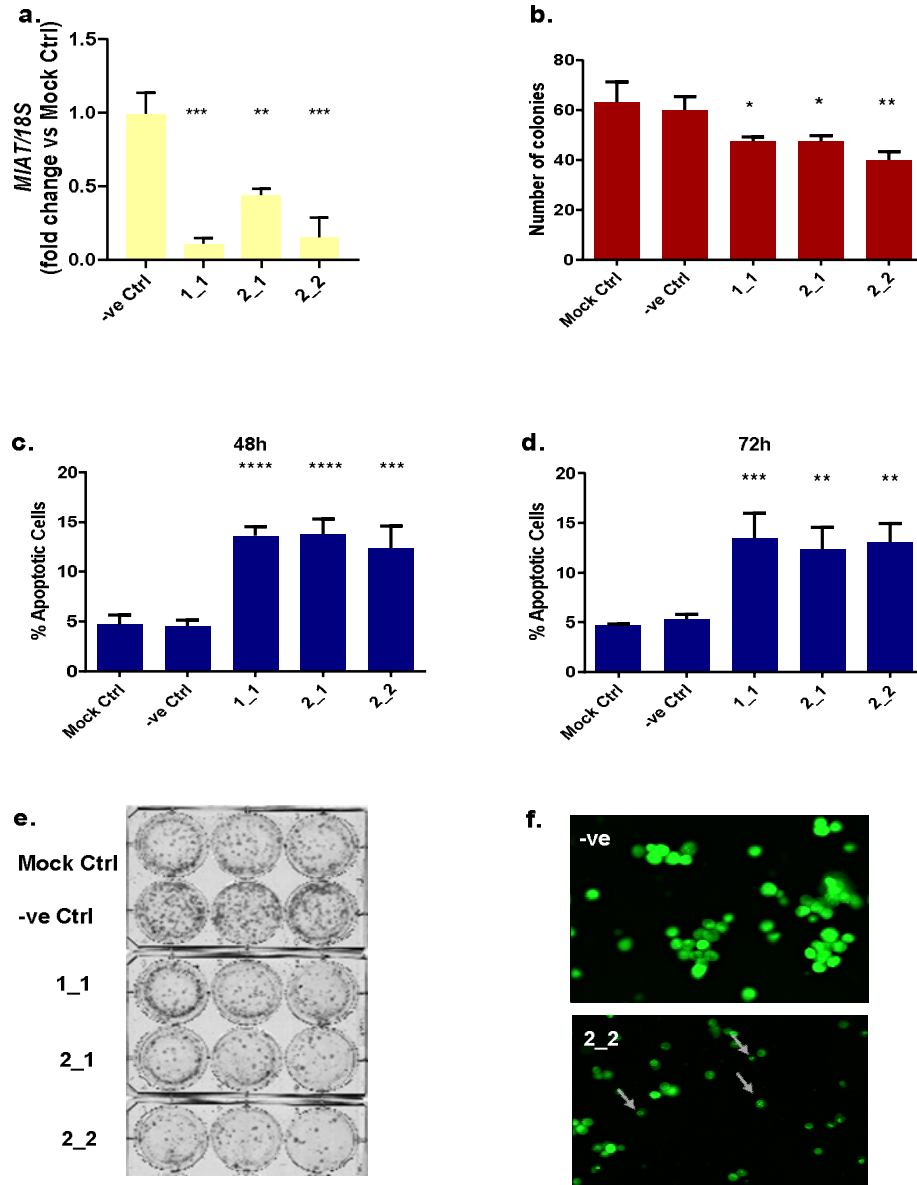 a.
MIAT/18S
(fold change vs Mock Ctrl)
1.5
1.0
0.5
0.0
*** ** ***
-ve Ctrl 1_1 2_1 2_2
b.
Number of colonies
80
60
40
20
0
* * **
Mock Ctrl -ve Ctrl 1_1 2_1 2_2
c.
48h
% Apoptotic Cells
20
15
10
5
0
**** **** ***
Mock Ctrl -ve Ctrl 1_1 2_1 2_2
d.
72h
% Apoptotic Cells
20
15
10
5
0
*** ** **
Mock Ctrl -ve Ctrl 1_1 2_1 2_2
e.
Mock Ctrl
-ve Ctrl
1_1
2_1
2_2
f.
-ve
2_2